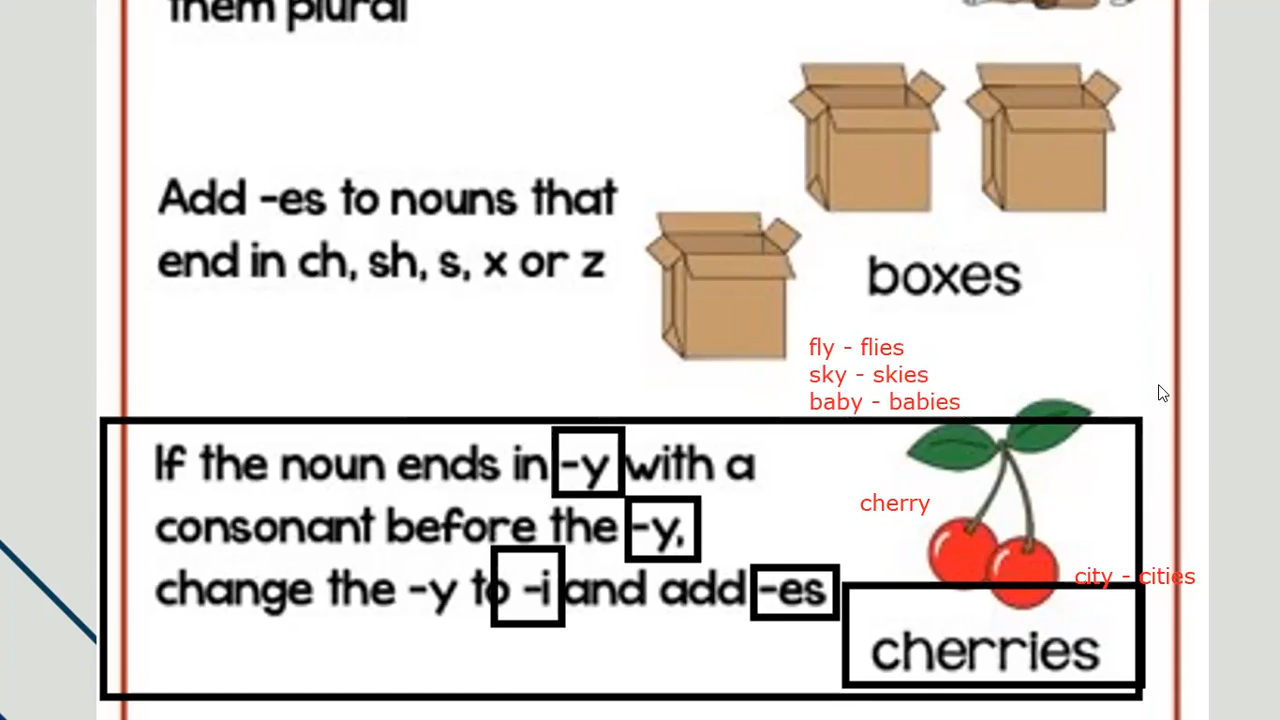 them plural
Add -es to nouns that
end in ch, sh, s, x or z
boxes
fly - flies
sky - skies
baby - babies
If the noun ends in -y with a
consonant before the -y,
change the -y to -i and add -es
cherry
city - cities
cherries